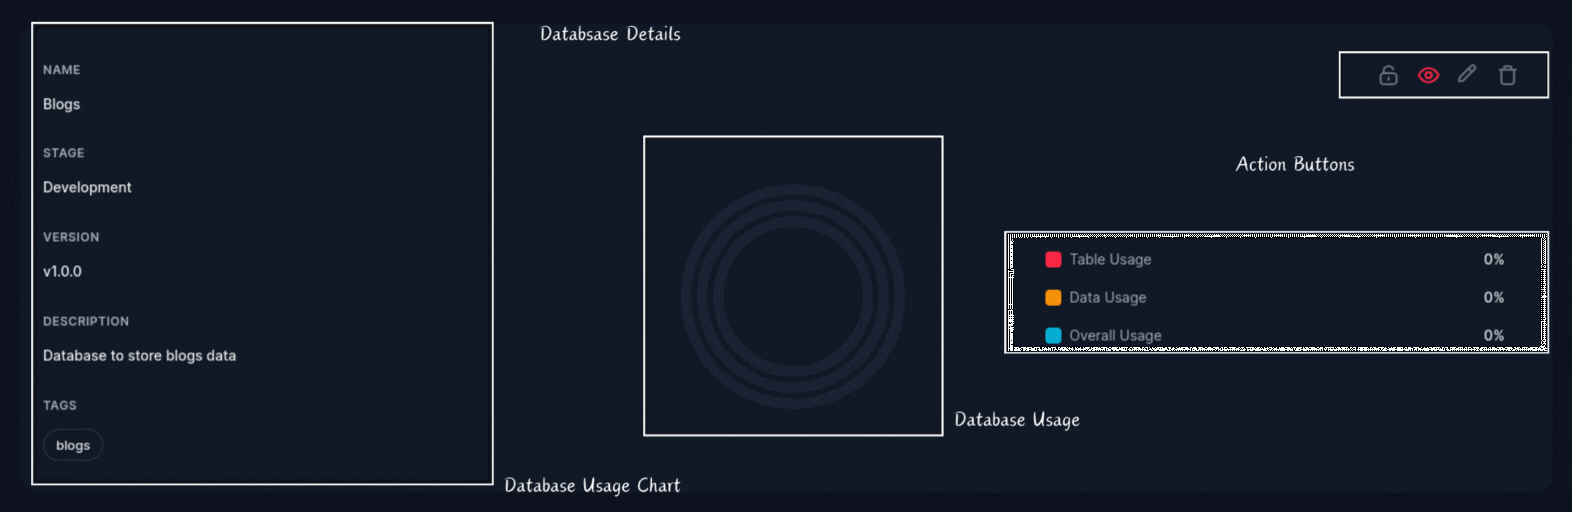 Databsase Details
NAME
Blogs
STAGE
Development
VERSION
v1.0.0
DESCRIPTION
Database to store blogs data
TAGS
blogs
Action Buttons
Table Usage 0%
Data Usage 0%
Overall Usage 0%
Database Usage
Database Usage Chart